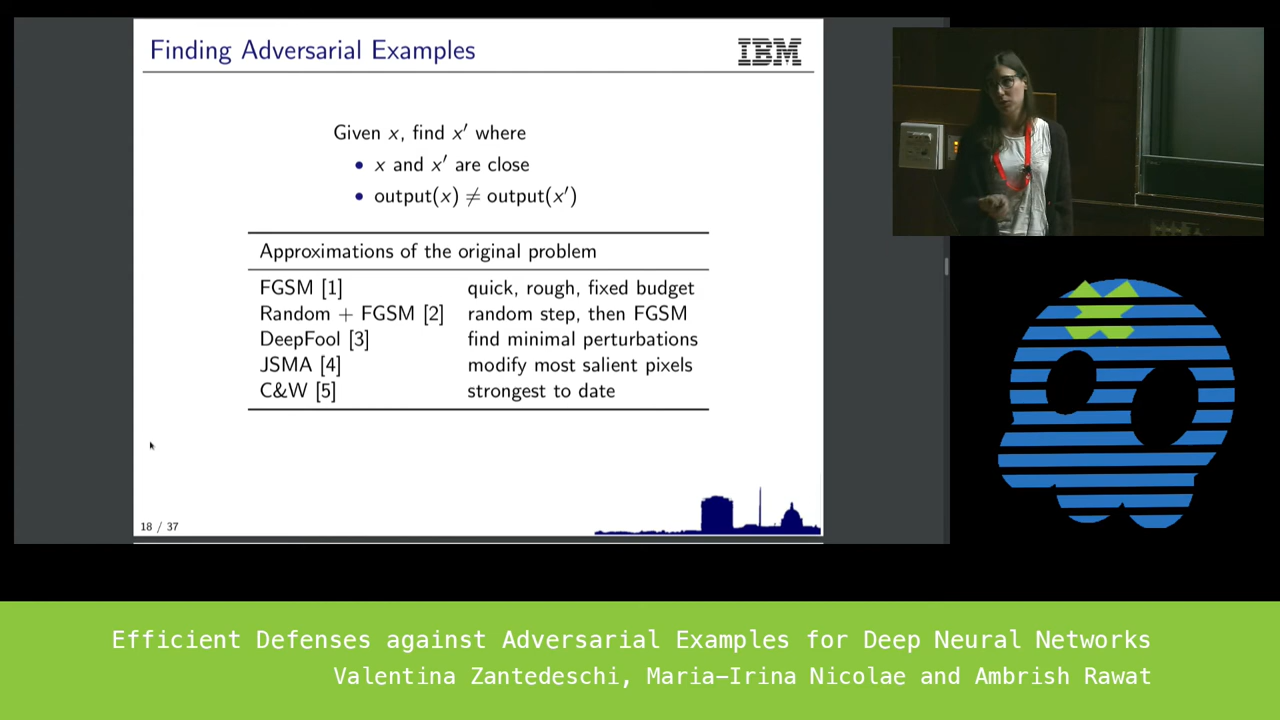 Finding Adversarial Examples
IBM
Given x, find x′ where
• x and x′ are close
• output(x) ≠ output(x′)
Approximations of the original problem
FGSM [1] quick, rough, fixed budget
Random + FGSM [2] random step, then FGSM
DeepFool [3] find minimal perturbations
JSMA [4] modify most salient pixels
C&W [5] strongest to date
18 / 37
Efficient Defenses against Adversarial Examples for Deep Neural Networks
Valentina Zantedeschi, Maria-Irina Nicolae and Ambrish Rawat